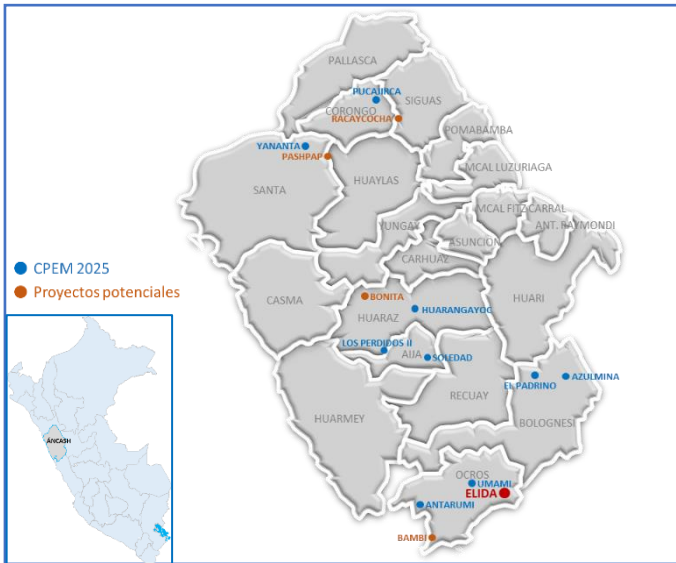 PALLASCA
PUCAJIRCA
CORONGO
SIGUAS
RACAYCOCHA
POMABAMBA
YANANTA
PASHPAP
MCAL LUZURIAGA
HUAYLAS
SANTA
MCAL FITZCARRAL
ANT. RAYMONDI
YUNGAY
ASUNCION
CARHUAZ
CPEM 2025
Proyectos potenciales
CASMA
BONITA
HUARI
HUARANGAYOC
HUARAZ
LOS PERDIDOS II
AIJA
SOLEDAD
EL PADRINO
AZULMINA
RECUAY
HUARMEY
BOLOGNESI
ÁNCASH
OCROS
UMAMI
ELIDA
ANTARUMI
BAMBI